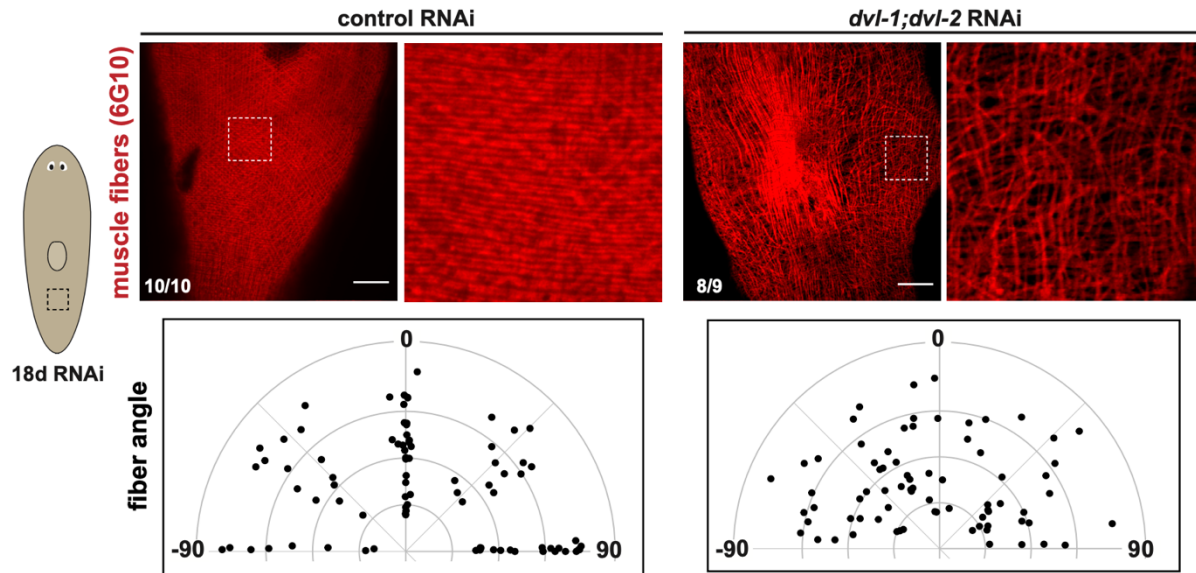 control RNAi
dvl-1;dvl-2 RNAi
muscle fibers (6G10)
10/10
8/9
18d RNAi
fiber angle
0
-90
90
0
-90
90